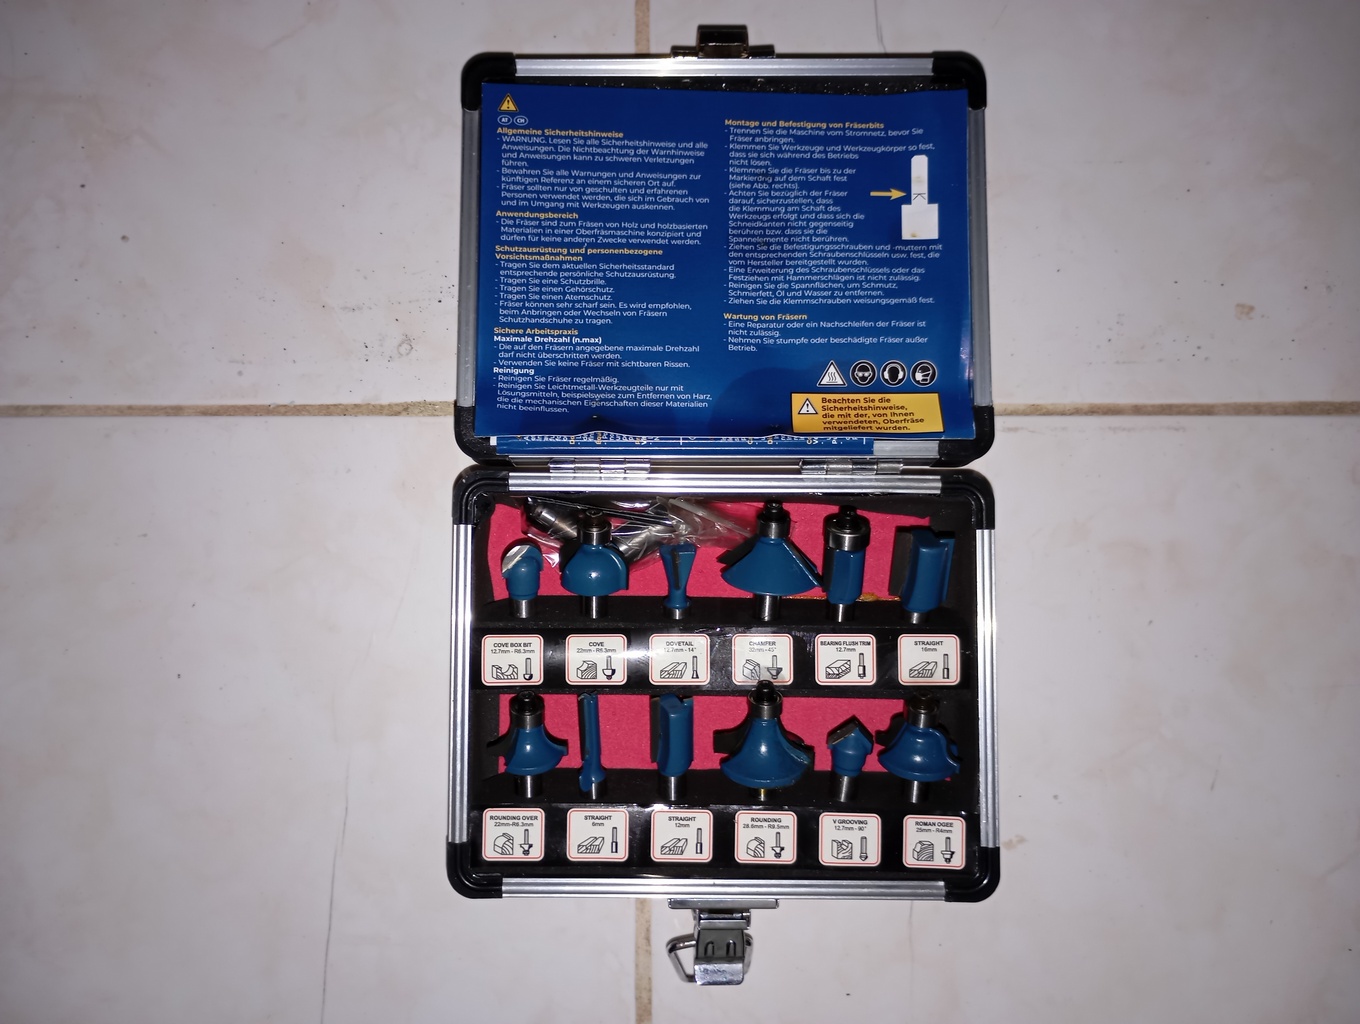 AT CH
Allgemeine Sicherheitshinweise
- WARNUNG. Lesen Sie alle Sicherheitshinweise und alle
Anweisungen. Die Nichtbeachtung der Warnhinweise
und Anweisungen kann zu schweren Verletzungen
führen.
- Bewahren Sie alle Warnungen und Anweisungen zur
künftigen Referenz an einem sicheren Ort auf.
- Fräser sollten nur von geschulten und erfahrenen
Personen verwendet werden, die sich im Gebrauch von
und im Umgang mit Werkzeugen auskennen.
Anwendungsbereich
- Die Fräser sind zum Fräsen von Holz und holzbasierten
Materialien in einer Oberfräsmaschine konzipiert und
dürfen für keine anderen Zwecke verwendet werden.
Schutzausrüstung und personenbezogene
Vorsichtsmaßnahmen
- Tragen Sie dem aktuellen Sicherheitsstandard
entsprechende persönliche Schutzausrüstung.
- Tragen Sie eine Schutzbrille.
- Tragen Sie einen Gehörschutz.
- Tragen Sie einen Atemschutz.
- Fräser können sehr scharf sein. Es wird empfohlen,
beim Anbringen oder Wechseln von Fräsern
Schutzhandschuhe zu tragen.
Sichere Arbeitspraxis
Maximale Drehzahl (n.max)
- Die auf den Fräsern angegebene maximale Drehzahl
darf nicht überschritten werden.
- Verwenden Sie keine Fräser mit sichtbaren Rissen.
Reinigung
- Reinigen Sie Fräser regelmäßig.
- Reinigen Sie Leichtmetall-Werkzeugteile nur mit
Lösungsmitteln, beispielsweise zum Entfernen von Harz,
die die mechanischen Eigenschaften dieser Materialien
nicht beeinflussen.
Montage und Befestigung von Fräserbits
- Trennen Sie die Maschine vom Stromnetz, bevor Sie
Fräser anbringen.
- Klemmen Sie Werkzeuge und Werkzeugkörper so fest,
dass sie sich während des Betriebs
nicht lösen.
- Klemmen Sie die Fräser bis zu der
Markierdng auf dem Schaft fest
(siehe Abb. rechts).
- Achten Sie bezüglich der Fräser
darauf, sicherzustellen, dass
die Klemmung am Schaft des
Werkzeugs erfolgt und dass sich die
Schneidkanten nicht gegenseitig
berühren bzw. dass sie die
Spannelemente nicht berühren.
- Ziehen Sie die Befestigungsschrauben und -muttern mit
den entsprechenden Schraubenschlüsseln usw. fest, die
vom Hersteller bereitgestellt wurden.
- Eine Erweiterung des Schraubenschlüssels oder das
Festziehen mit Hammerschlägen ist nicht zulässig.
- Reinigen Sie die Spannflächen, um Schmutz,
Schmierfett, Öl und Wasser zu entfernen.
- Ziehen Sie die Klemmschrauben weisungsgemäß fest.
K
Wartung von Fräsern
- Eine Reparatur oder ein Nachschleifen der Fräser ist
nicht zulässig.
- Nehmen Sie stumpfe oder beschädigte Fräser außer
Betrieb.
Beachten Sie die
Sicherheitshinweise,
die mit der, von Ihnen
verwendeten, Oberfräse
mitgeliefert wurden.
COVE BOX BIT
12.7mm - R6.3mm
COVE
22mm - R6.3mm
DOVETAIL
12.7mm - 14°
CHAMFER
32mm - 45°
BEARING FLUSH TRIM
12.7mm
STRAIGHT
16mm
ROUNDING OVER
22mm-R6.3mm
STRAIGHT
6mm
STRAIGHT
12mm
ROUNDING
28.6mm - R9.5mm
V GROOVING
12.7mm - 90°
ROMAN OGEE
25mm - R4mm